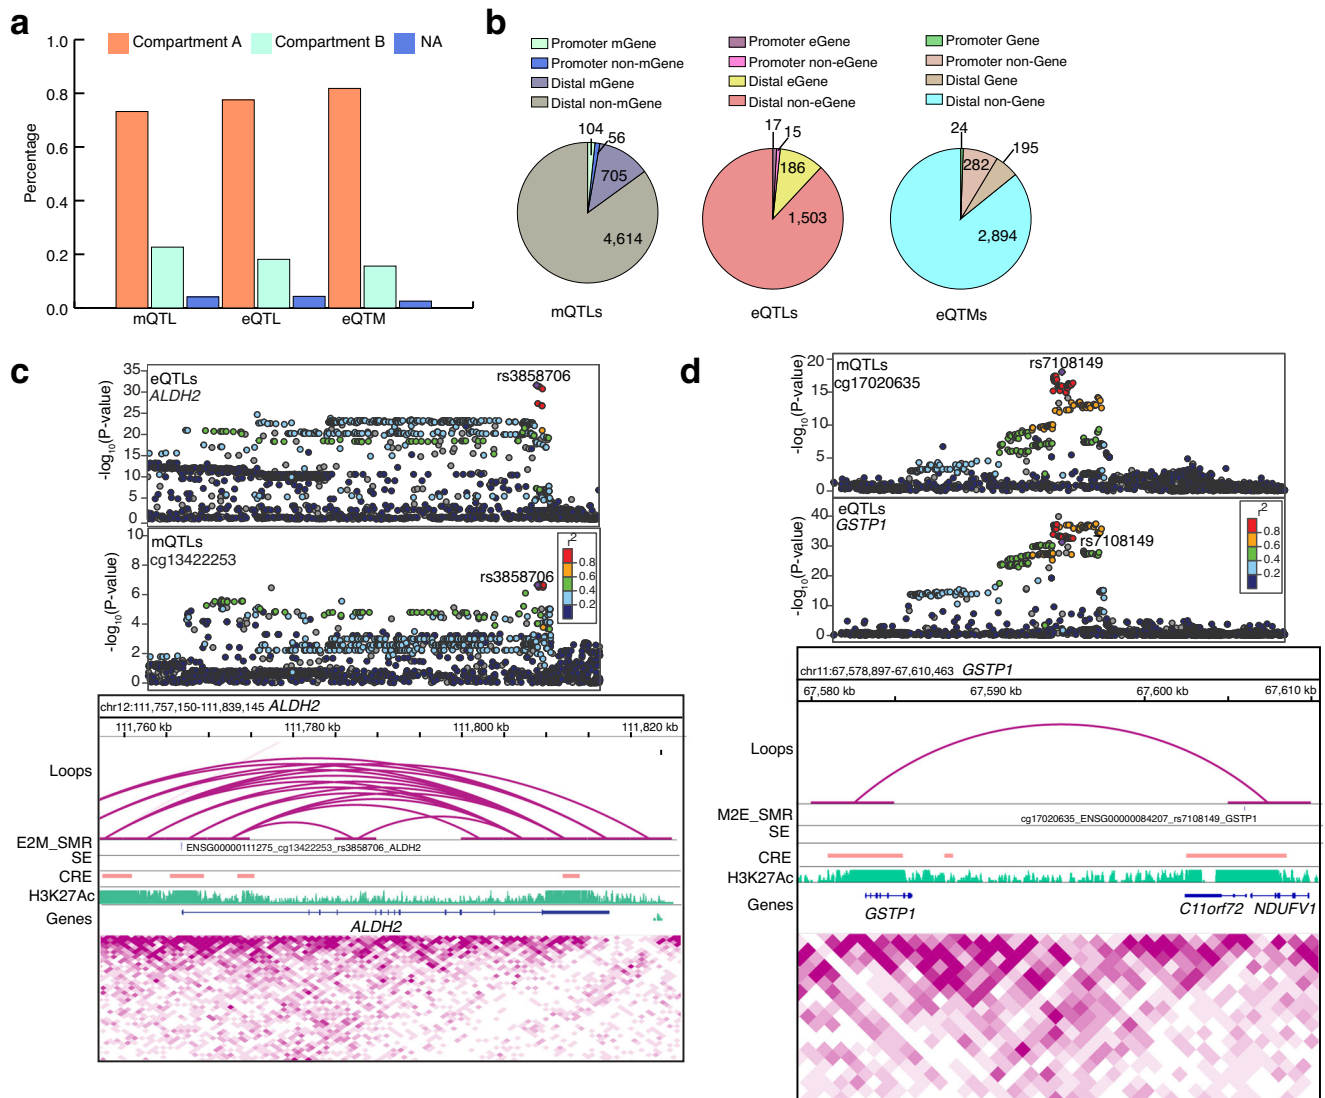 a
1.0
0.8
0.6
0.4
0.2
0.0
Percentage
Compartment A
Compartment B
NA
mQTL
eQTL
eQTM
b
Promoter mGene
Promoter non-mGene
Distal mGene
Distal non-mGene
104
56
705
4,614
mQTLs
Promoter eGene
Promoter non-eGene
Distal eGene
Distal non-eGene
17
15
186
1,503
eQTLs
Promoter Gene
Promoter non-Gene
Distal Gene
Distal non-Gene
24
282
195
2,894
eQTMs
c
-log10(P-value)
35
30
25
20
15
10
5
0
eQTLs
ALDH2
rs3858706
-log10(P-value)
10
8
6
4
2
0
mQTLs
cg13422253
rs3858706
r2
0.8
0.6
0.4
0.2
chr12:111,757,150-111,839,145 ALDH2
111,760 kb
111,780 kb
111,800 kb
111,820 kb
Loops
E2M_SMR
ENSG00000111275_cg13422253_rs3858706_ALDH2
SE
CRE
H3K27Ac
Genes
ALDH2
d
-log10(P-value)
20
15
10
5
0
mQTLs
cg17020635
rs7108149
-log10(P-value)
40
30
20
10
0
eQTLs
GSTP1
rs7108149
r2
0.8
0.6
0.4
0.2
chr11:67,578,897-67,610,463 GSTP1
67,580 kb
67,590 kb
67,600 kb
67,610 kb
Loops
M2E_SMR
cg17020635_ENSG00000084207_rs7108149_GSTP1
SE
CRE
H3K27Ac
Genes
GSTP1
C11orf72
NDUFV1